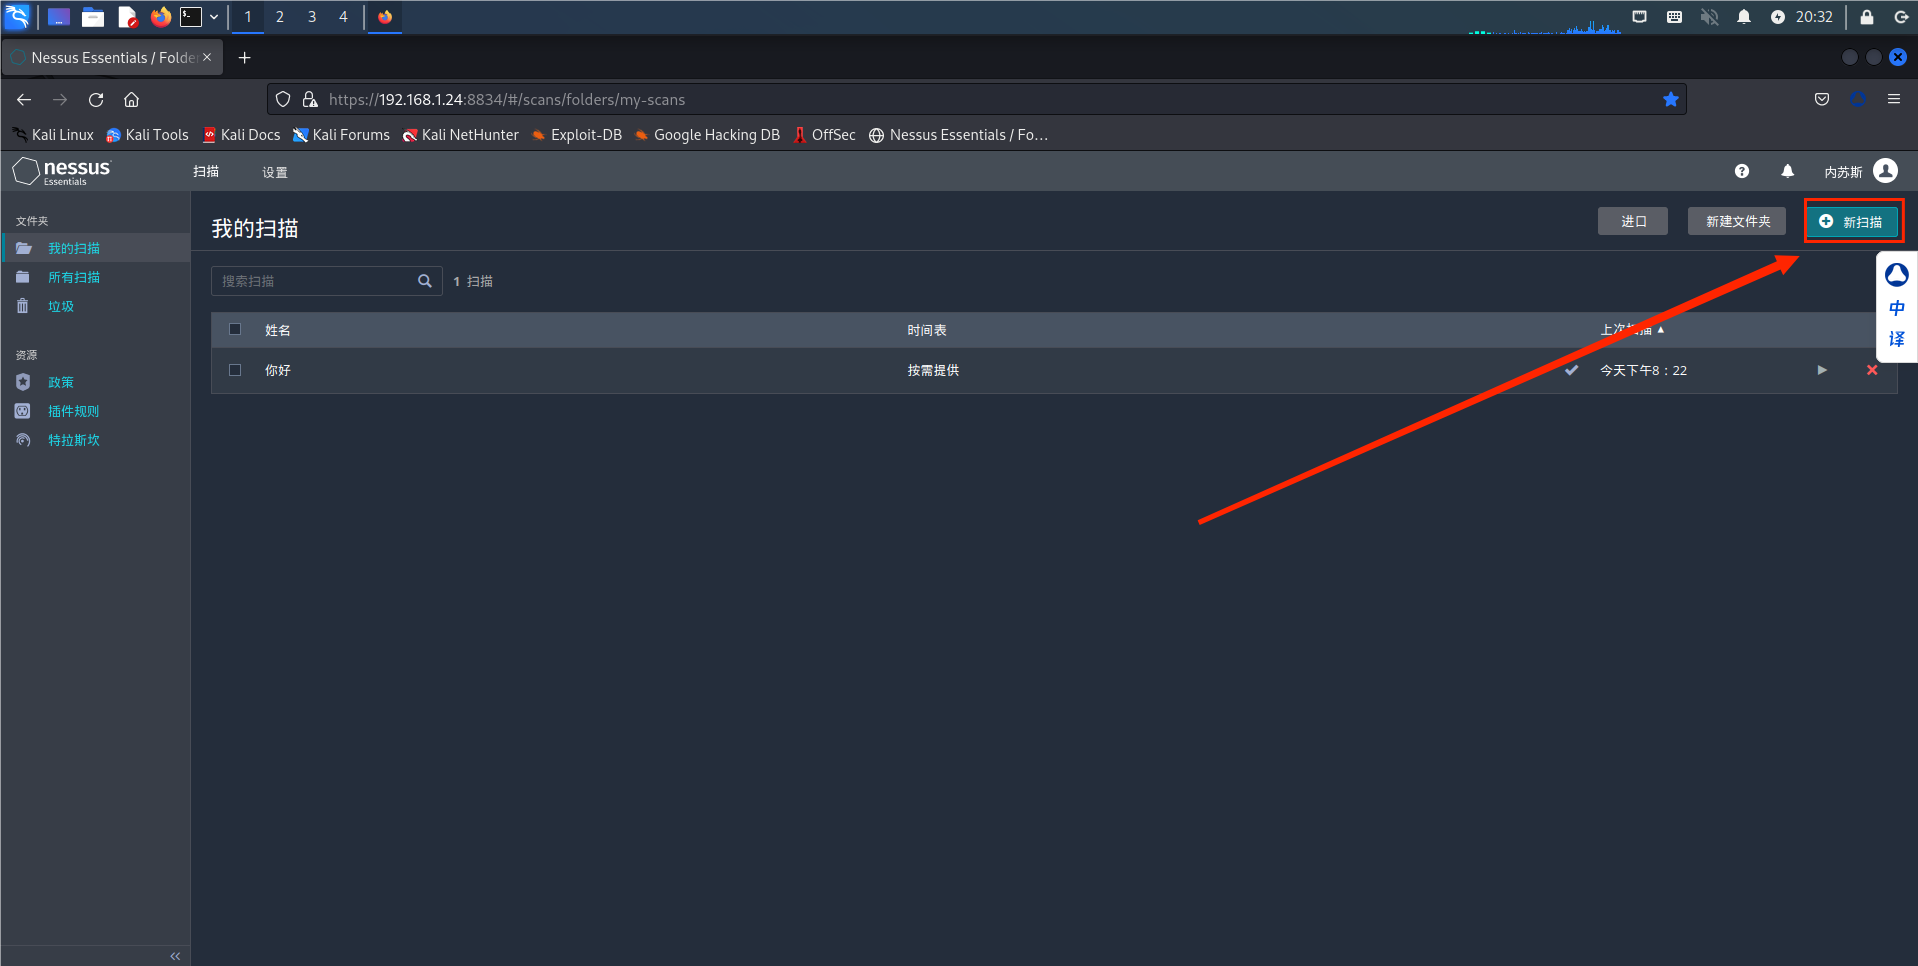 1 2 3 4 20:32
Nessus Essentials / Folde
https://192.168.1.24:8834/#/scans/folders/my-scans
Kali Linux Kali Tools Kali Docs Kali Forums Kali NetHunter Exploit-DB Google Hacking DB OffSec Nessus Essentials / Fo…
nessus
Essentials
扫描 设置 内苏斯
文件夹
我的扫描
所有扫描
垃圾
资源
政策
插件规则
特拉斯坎
我的扫描 进口 新建文件夹 新扫描
搜索扫描 1 扫描
姓名 时间表 上次扫描
你好 按需提供 今天下午8：22
中
译